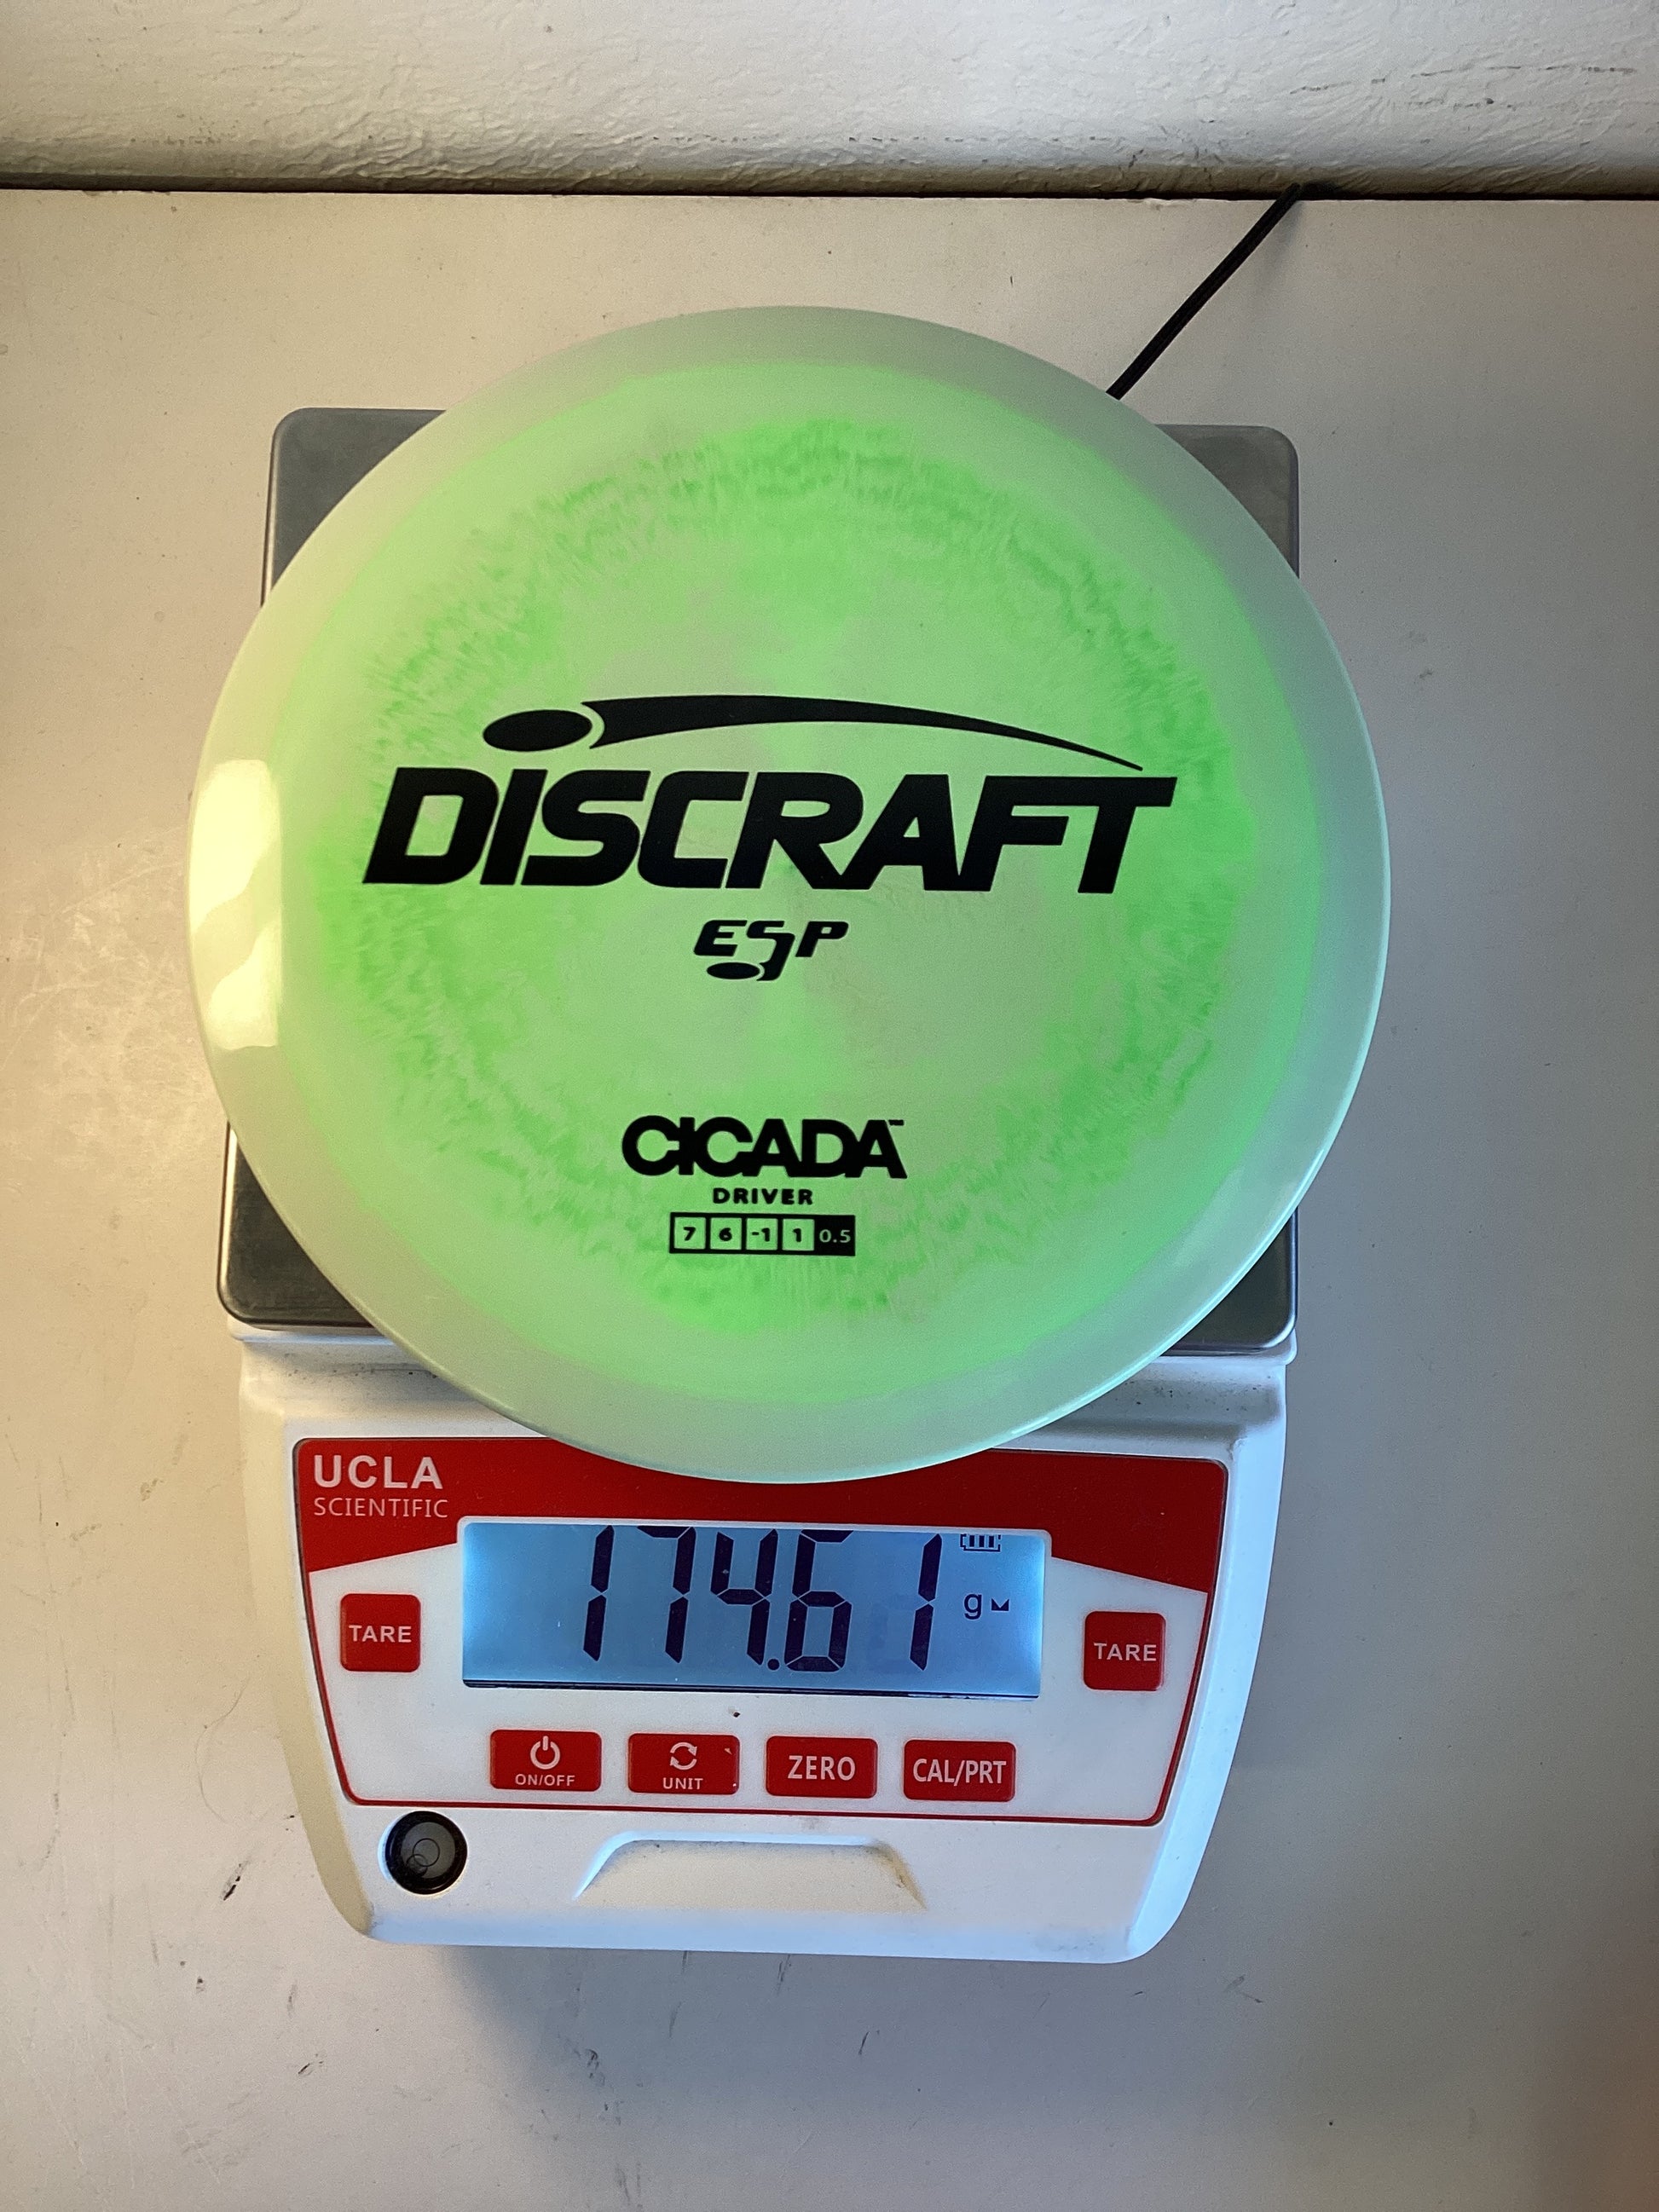 DISCRAFT
ESP
CICADA™
DRIVER
7 6 -1 1 0.5
UCLA
SCIENTIFIC
174.61 g
TARE
TARE
ON/OFF
UNIT
ZERO
CAL/PRT